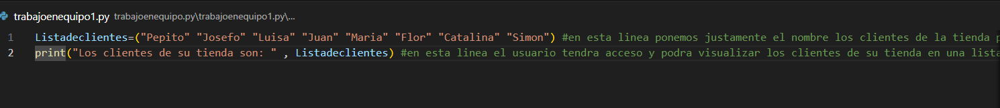 trabajoenequipo1.py trabajoenequipo.py\trabajoenequipo1.py\...
1 Listadeclientes=("Pepito" "Josefo" "Luisa" "Juan" "Maria" "Flor" "Catalina" "Simon") #en esta linea ponemos justamente el nombre los clientes de la tienda p
2 print("Los clientes de su tienda son: " , Listadeclientes) #en esta linea el usuario tendra acceso y podra visualizar los clientes de su tienda en una lista